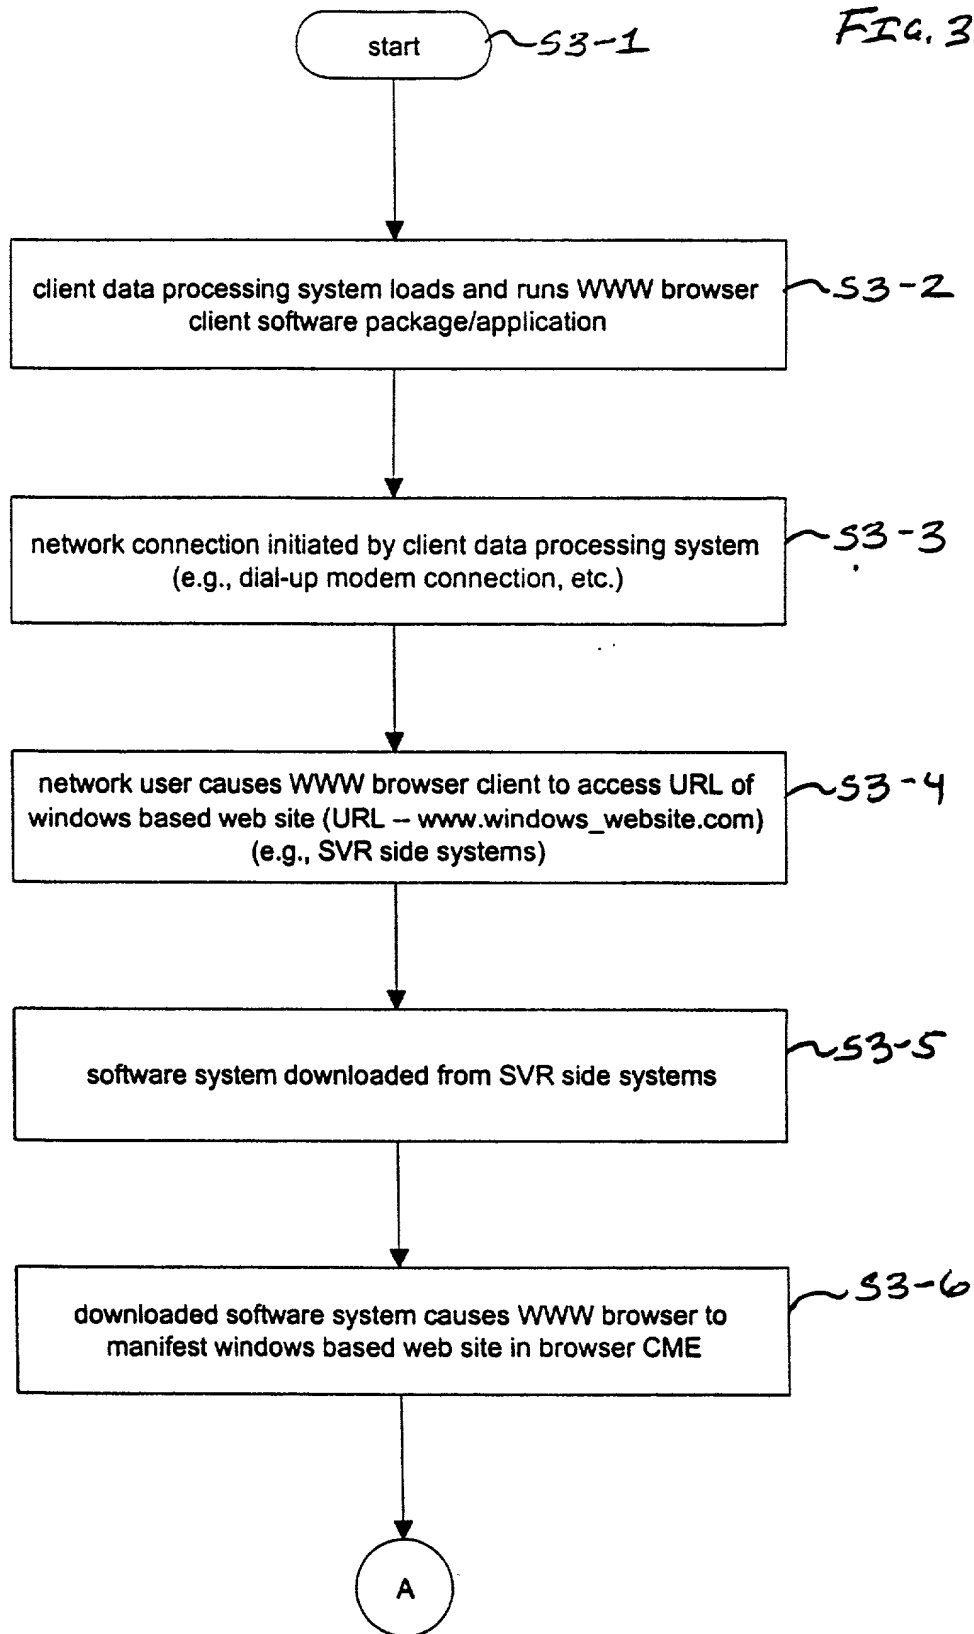 FIG. 3
start
S3-1
client data processing system loads and runs WWW browser
client software package/application
S3-2
network connection initiated by client data processing system
(e.g., dial-up modem connection, etc.)
S3-3
network user causes WWW browser client to access URL of
windows based web site (URL – www.windows_website.com)
(e.g., SVR side systems)
S3-4
software system downloaded from SVR side systems
S3-5
downloaded software system causes WWW browser to
manifest windows based web site in browser CME
S3-6
A